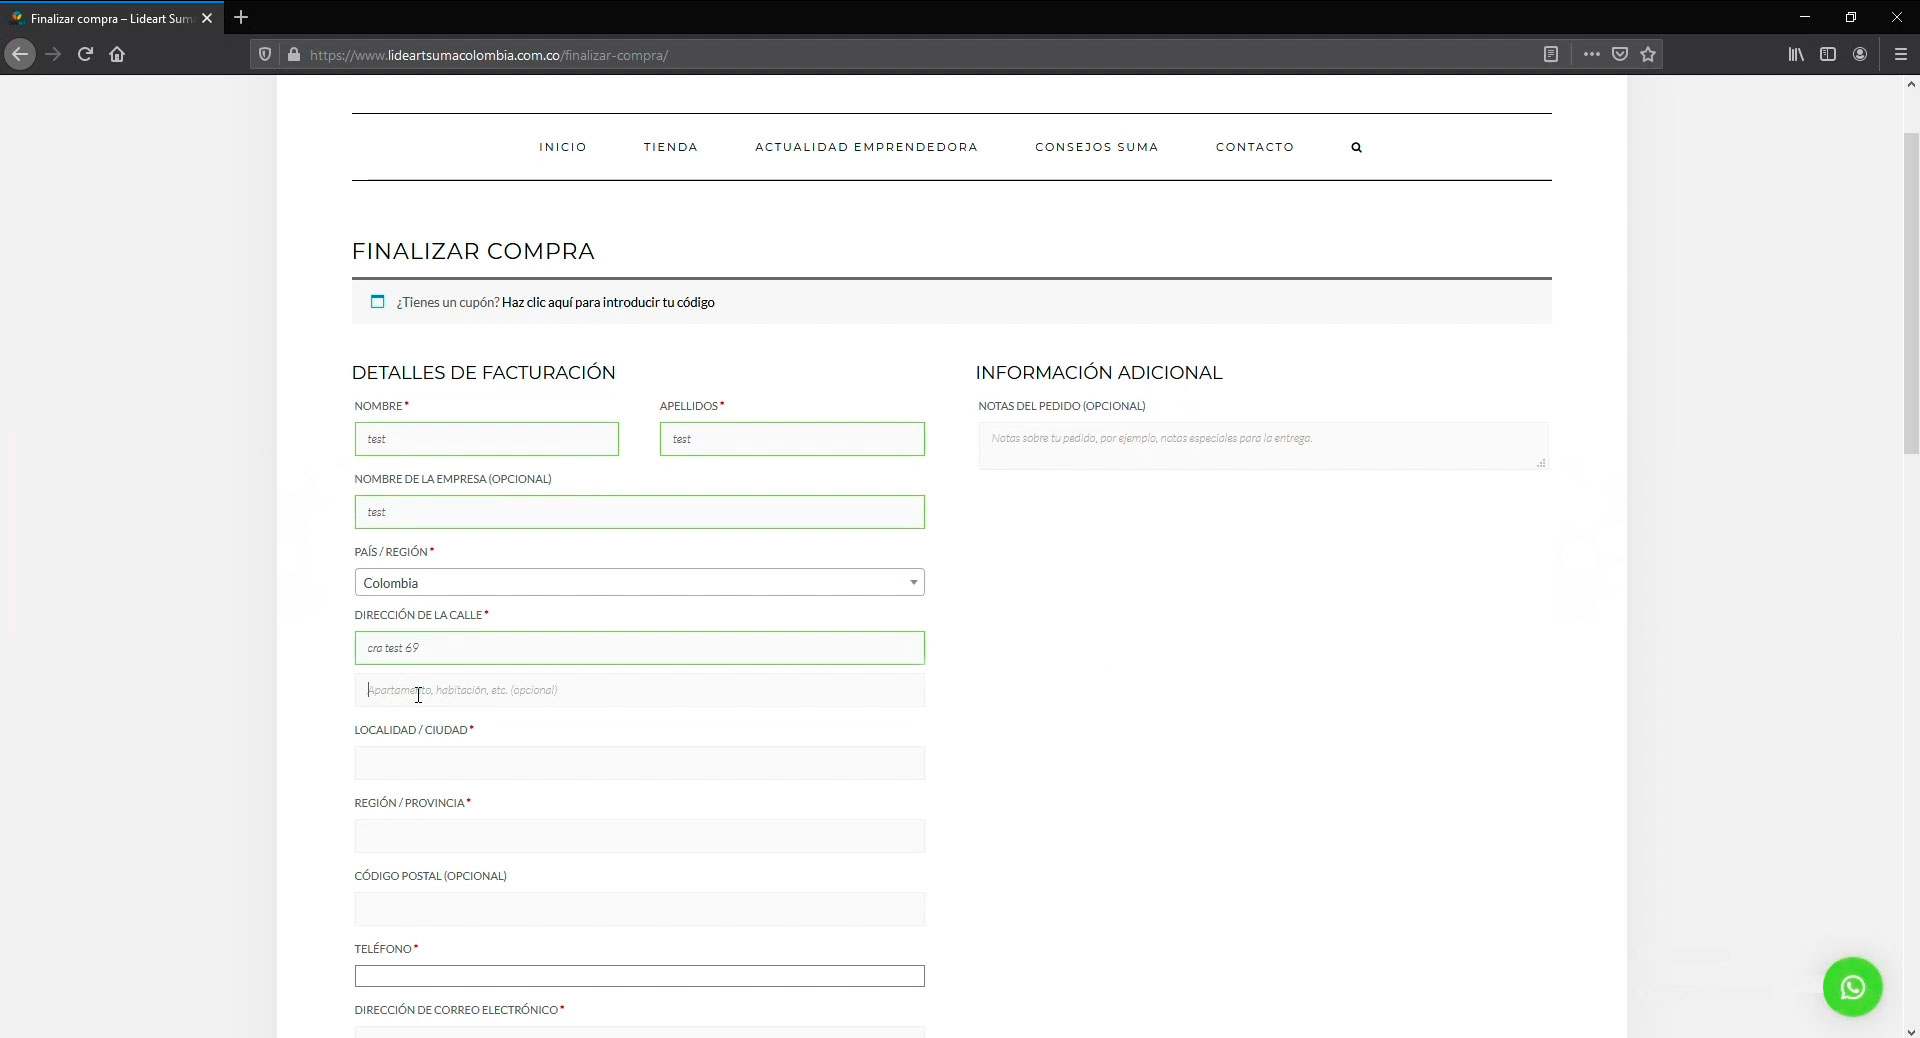 Finalizar compra – Lideart Sum
https://www.lideartsumacolombia.com.co/finalizar-compra/
INICIO TIENDA ACTUALIDAD EMPRENDEDORA CONSEJOS SUMA CONTACTO
FINALIZAR COMPRA
¿Tienes un cupón? Haz clic aquí para introducir tu código
DETALLES DE FACTURACIÓN
NOMBRE*
APELLIDOS*
test
test
NOMBRE DE LA EMPRESA (OPCIONAL)
test
PAÍS / REGIÓN*
Colombia
DIRECCIÓN DE LA CALLE*
cra test 69
Apartamento, habitación, etc. (opcional)
LOCALIDAD / CIUDAD*
REGIÓN / PROVINCIA*
CÓDIGO POSTAL (OPCIONAL)
TELÉFONO*
DIRECCIÓN DE CORREO ELECTRÓNICO*
INFORMACIÓN ADICIONAL
NOTAS DEL PEDIDO (OPCIONAL)
Notas sobre tu pedido, por ejemplo, notas especiales para la entrega.